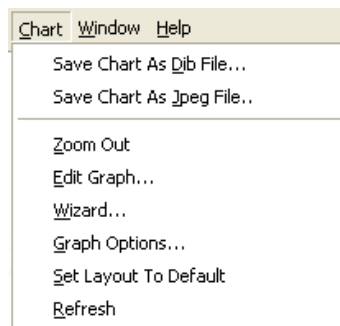 Chart Window Help
Save Chart As Dib File...
Save Chart As Jpeg File..
Zoom Out
Edit Graph...
Wizard...
Graph Options...
Set Layout To Default
Refresh